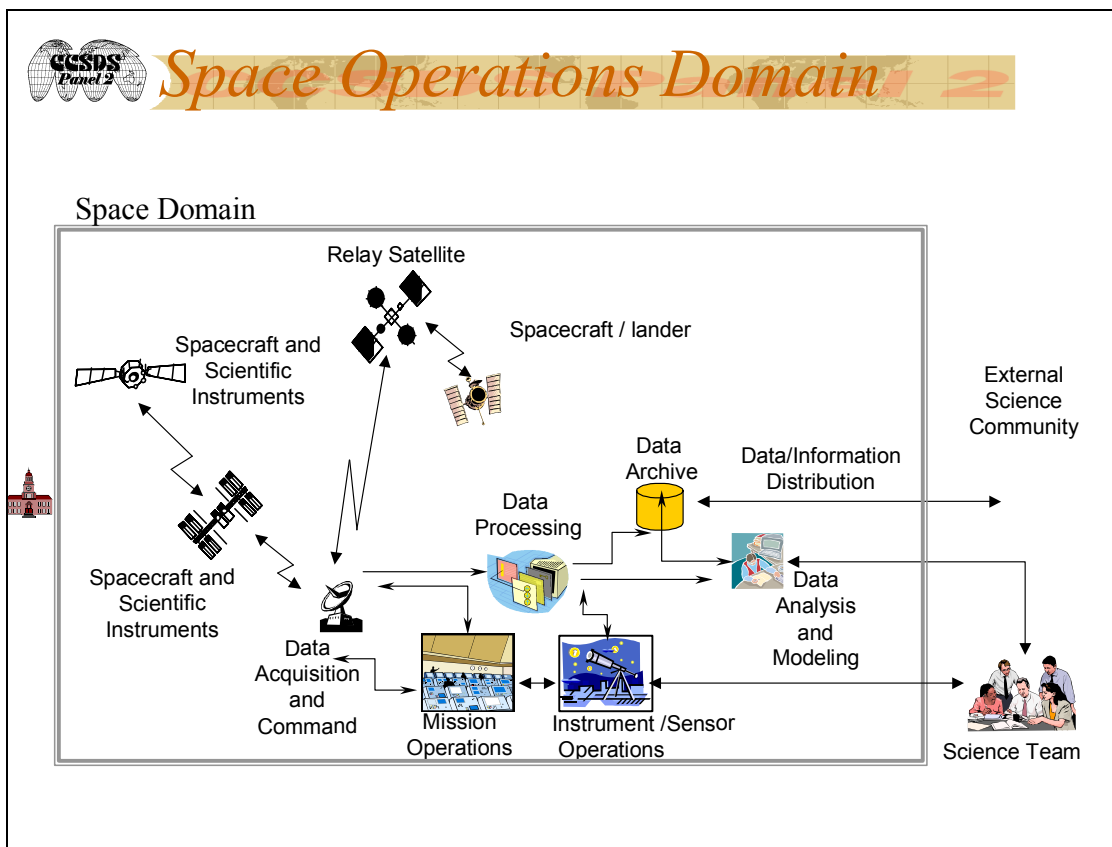 CCSDS
Panel 2
Space Operations Domain
Space Domain
Relay Satellite
Spacecraft / lander
Spacecraft and
Scientific
Instruments
External
Science
Community
Data
Archive
Data/Information
Distribution
Data
Processing
Spacecraft and
Scientific
Instruments
Data
Analysis
and
Modeling
Data
Acquisition
and
Command
Mission
Operations
Instrument /Sensor
Operations
Science Team